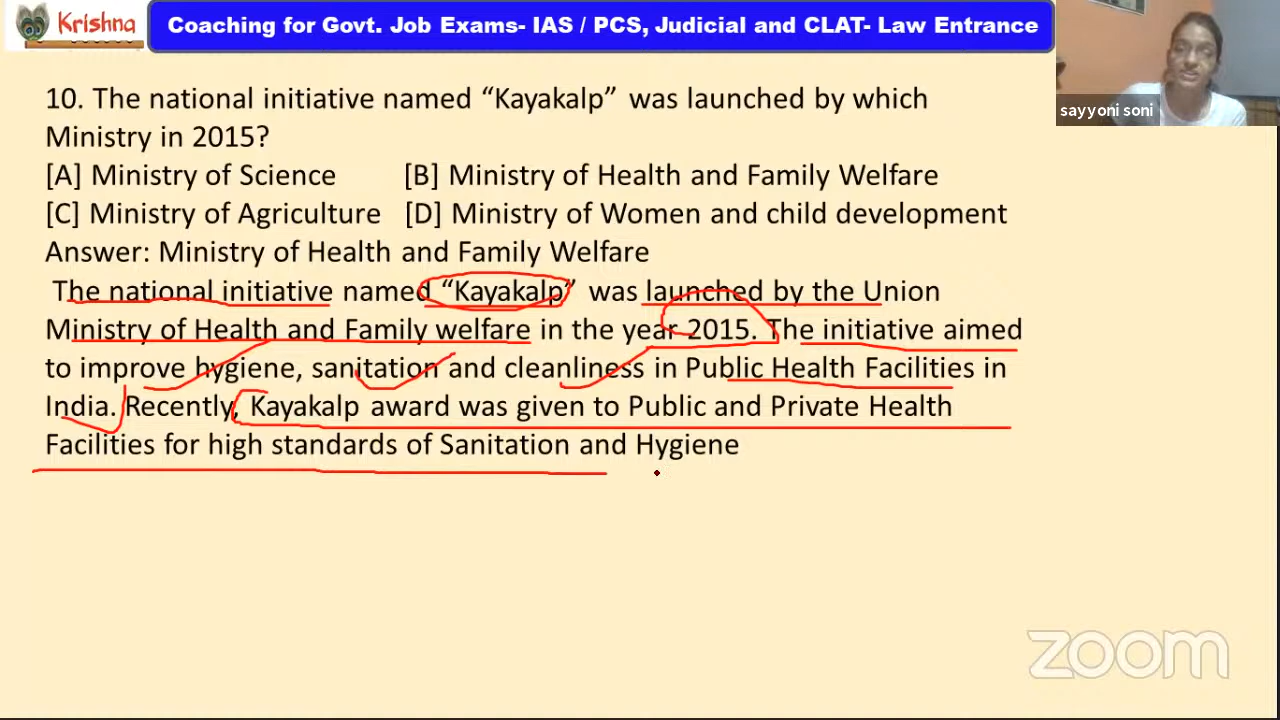 Krishna
Coaching for Govt. Job Exams- IAS / PCS, Judicial and CLAT- Law Entrance
sayyoni soni
10. The national initiative named “Kayakalp” was launched by which
Ministry in 2015?
[A] Ministry of Science [B] Ministry of Health and Family Welfare
[C] Ministry of Agriculture [D] Ministry of Women and child development
Answer: Ministry of Health and Family Welfare
The national initiative named “Kayakalp” was launched by the Union
Ministry of Health and Family welfare in the year 2015. The initiative aimed
to improve hygiene, sanitation and cleanliness in Public Health Facilities in
India. Recently, Kayakalp award was given to Public and Private Health
Facilities for high standards of Sanitation and Hygiene
zoom